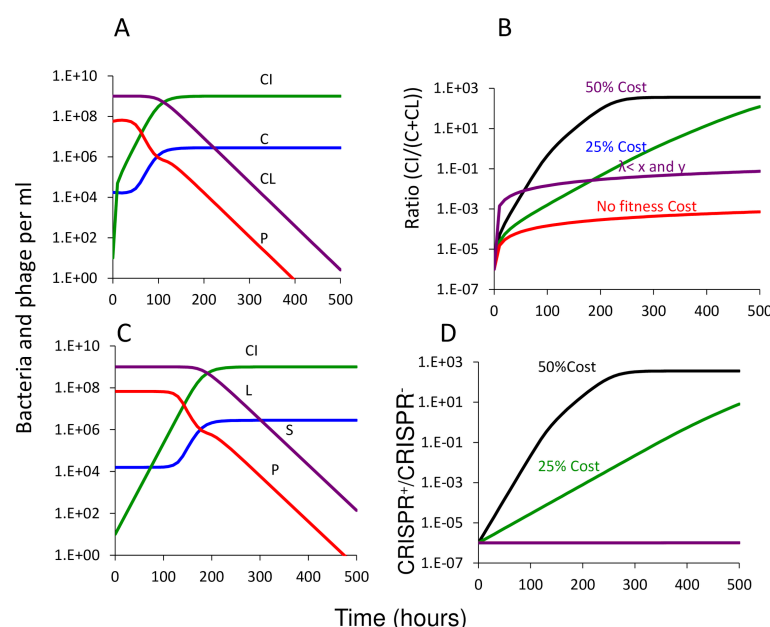 A
Bacteria and phage per ml
1.E+10
1.E+08
1.E+06
1.E+04
1.E+02
1.E+00
CI
C
CL
P
0 100 200 300 400 500
B
Ratio (CI/(C+CL))
1.E+03
1.E+01
1.E-01
1.E-03
1.E-05
1.E-07
50% Cost
25% Cost
λ< x and y
No fitness Cost
0 100 200 300 400 500
C
1.E+10
1.E+08
1.E+06
1.E+04
1.E+02
1.E+00
CI
L
S
P
0 100 200 300 400 500
D
CRISPR+/CRISPR-
1.E+03
1.E+01
1.E-01
1.E-03
1.E-05
1.E-07
50%Cost
25% Cost
0 100 200 300 400 500
Time (hours)